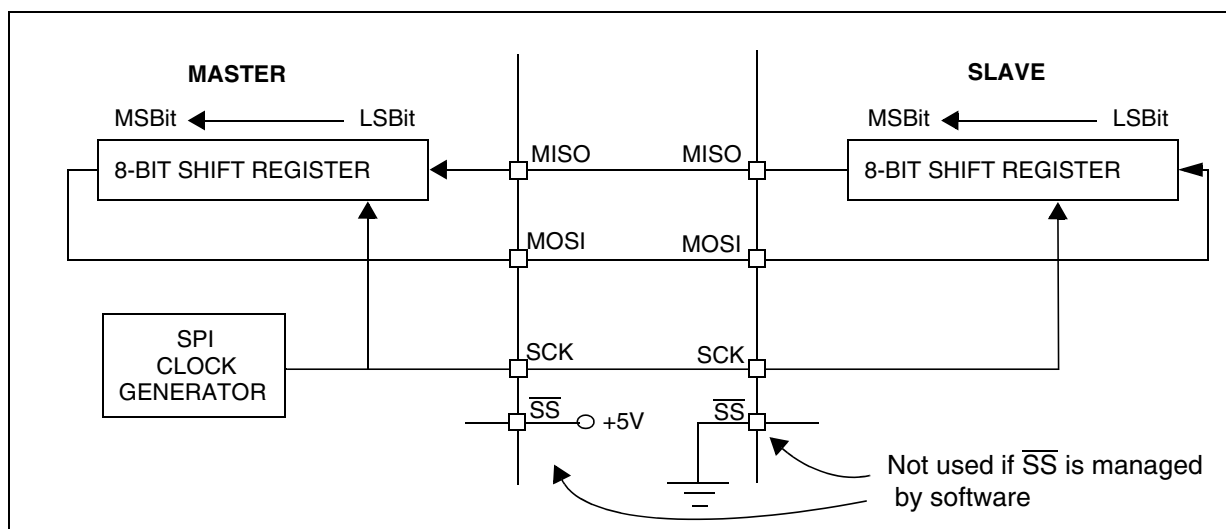 MASTER
SLAVE
MSBit LSBit
MSBit LSBit
8-BIT SHIFT REGISTER
MISO
MISO
8-BIT SHIFT REGISTER
MOSI
MOSI
SPI
CLOCK
GENERATOR
SCK
SCK
SS
+5V
SS
Not used if SS is managed
by software